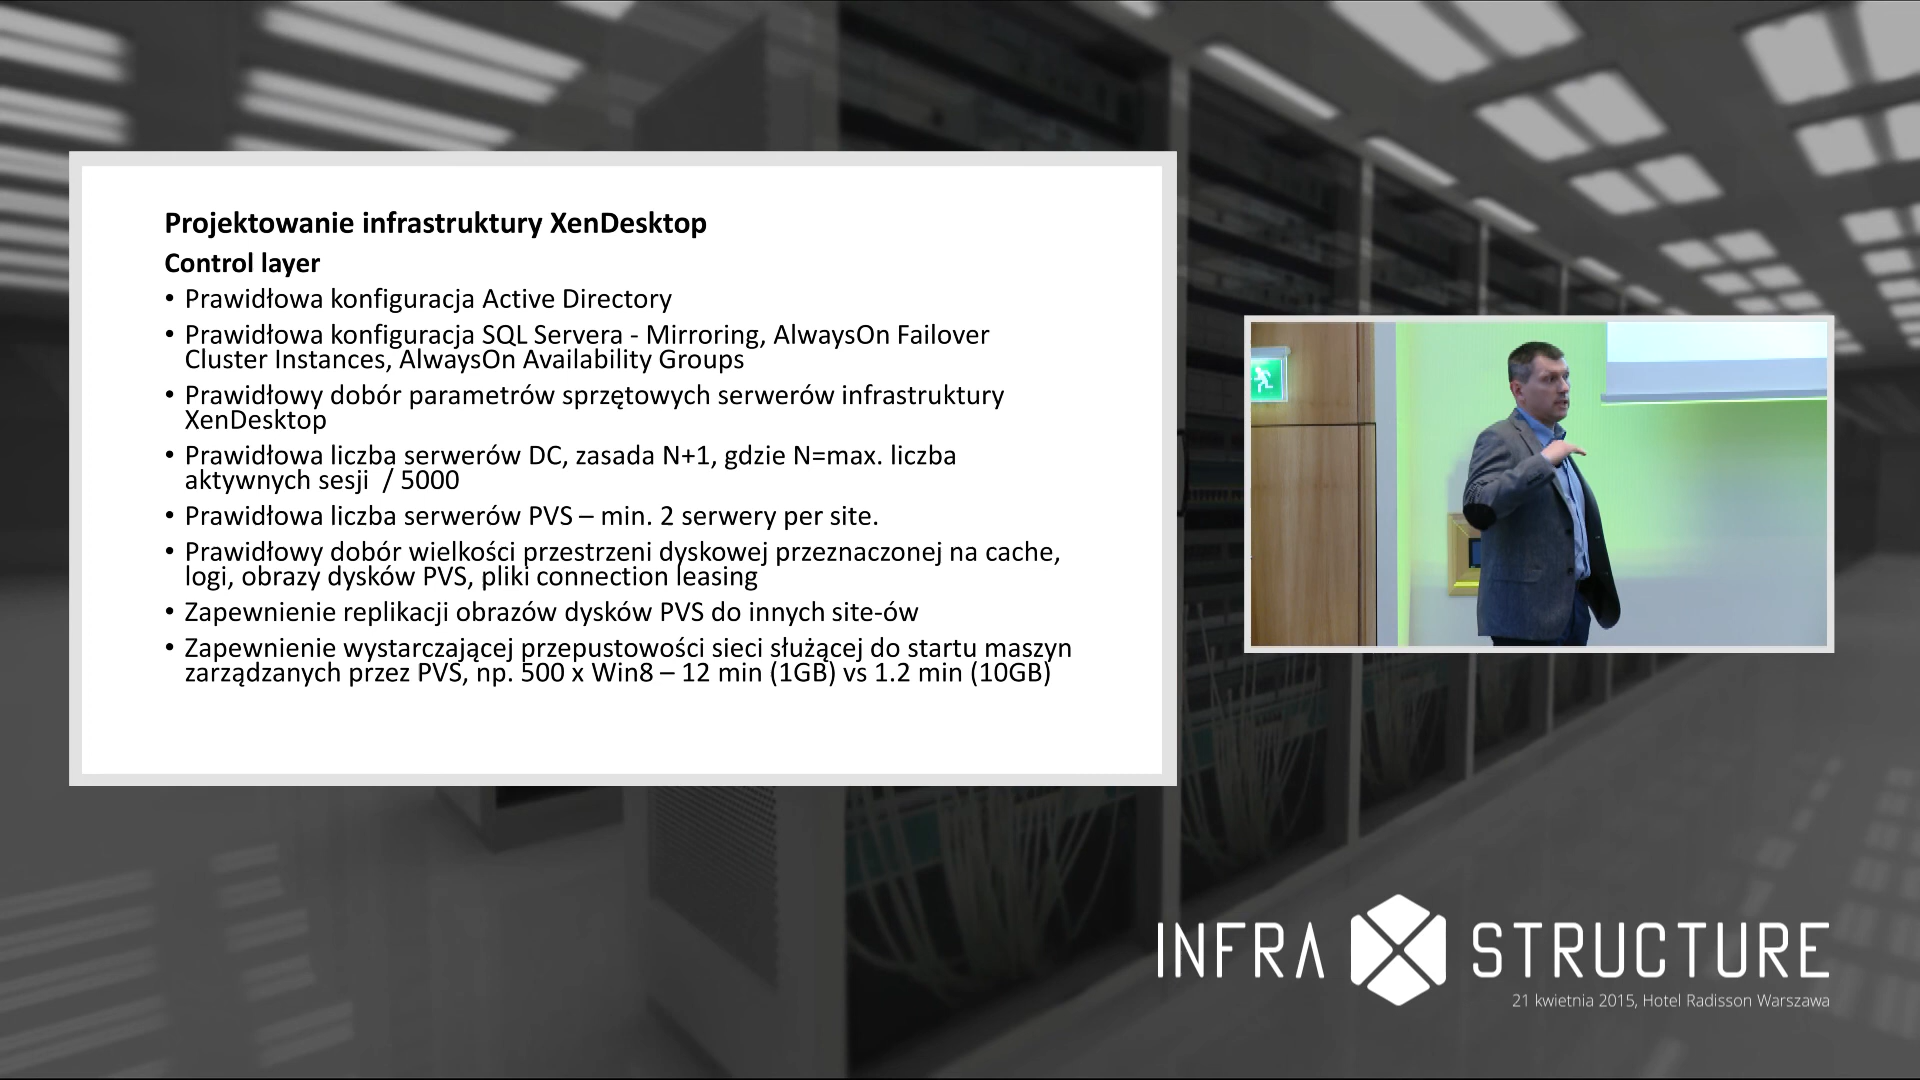 Projektowanie infrastruktury XenDesktop
Control layer
• Prawidłowa konfiguracja Active Directory
• Prawidłowa konfiguracja SQL Servera - Mirroring, AlwaysOn Failover
Cluster Instances, AlwaysOn Availability Groups
• Prawidłowy dobór parametrów sprzętowych serwerów infrastruktury
XenDesktop
• Prawidłowa liczba serwerów DC, zasada N+1, gdzie N=max. liczba
aktywnych sesji / 5000
• Prawidłowa liczba serwerów PVS – min. 2 serwery per site.
• Prawidłowy dobór wielkości przestrzeni dyskowej przeznaczonej na cache,
logi, obrazy dysków PVS, pliki connection leasing
• Zapewnienie replikacji obrazów dysków PVS do innych site-ów
• Zapewnienie wystarczającej przepustowości sieci służącej do startu maszyn
zarządzanych przez PVS, np. 500 x Win8 – 12 min (1GB) vs 1.2 min (10GB)
INFRA STRUCTURE
21 kwietnia 2015, Hotel Radisson Warszawa